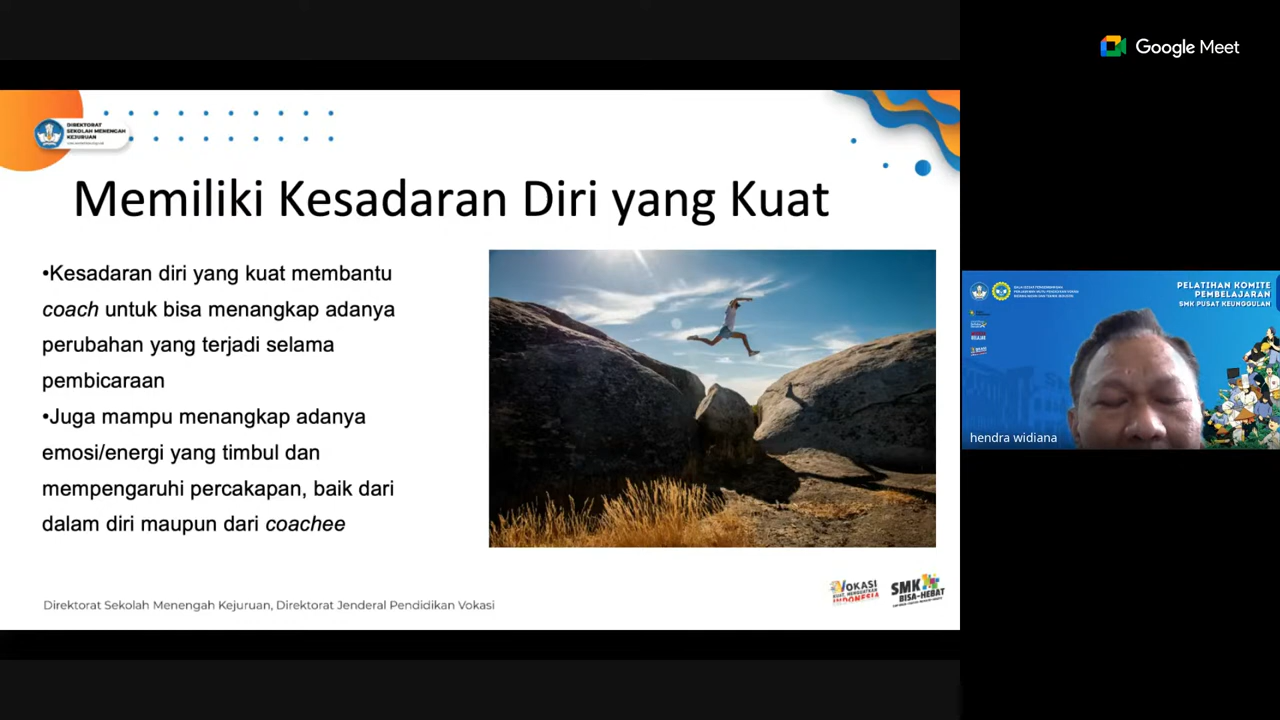 Google Meet
DIREKTORAT
SEKOLAH MENENGAH
KEJURUAN
Memiliki Kesadaran Diri yang Kuat
•Kesadaran diri yang kuat membantu
coach untuk bisa menangkap adanya
perubahan yang terjadi selama
pembicaraan
•Juga mampu menangkap adanya
emosi/energi yang timbul dan
mempengaruhi percakapan, baik dari
dalam diri maupun dari coachee
Direktorat Sekolah Menengah Kejuruan, Direktorat Jenderal Pendidikan Vokasi
VOKASI
KUAT, MENGUATKAN
INDONESIA
SMK
BISA-HEBAT
PELATIHAN KOMITE
PEMBELAJARAN
SMK PUSAT KEUNGGULAN
hendra widiana